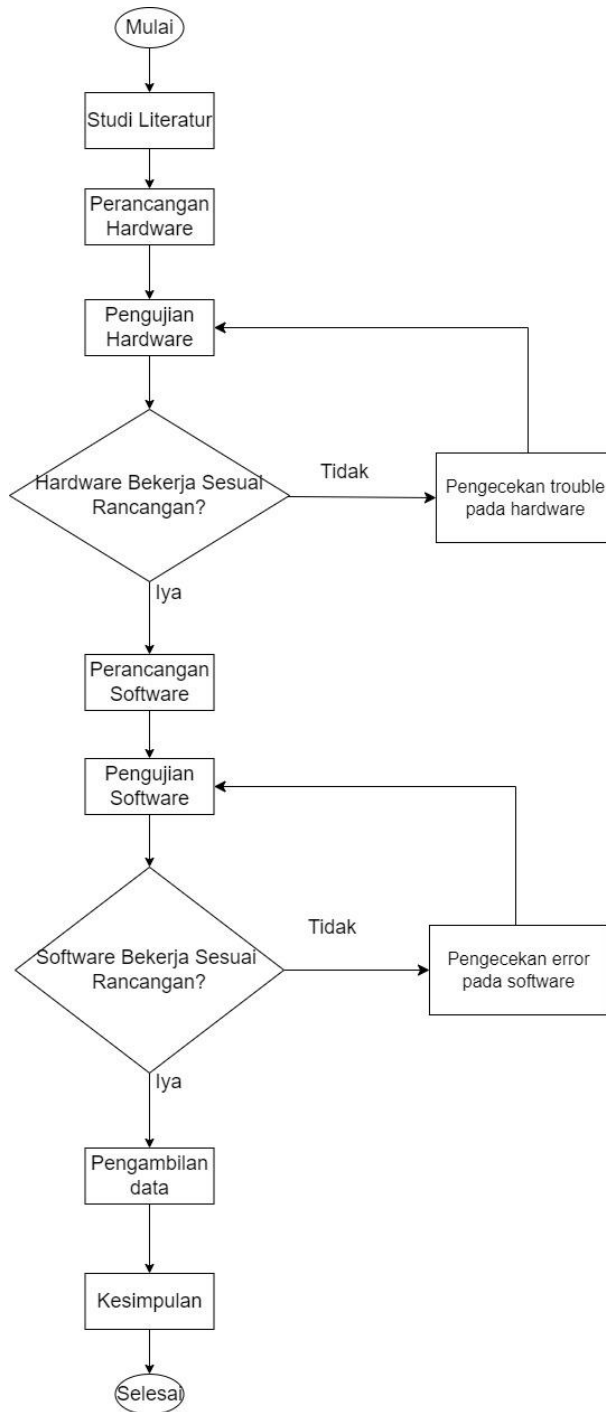 Mulai
Studi Literatur
Perancangan
Hardware
Pengujian
Hardware
Hardware Bekerja Sesuai
Rancangan?
Tidak
Pengecekan trouble
pada hardware
Iya
Perancangan
Software
Pengujian
Software
Software Bekerja Sesuai
Rancangan?
Tidak
Pengecekan error
pada software
Iya
Pengambilan
data
Kesimpulan
Selesai